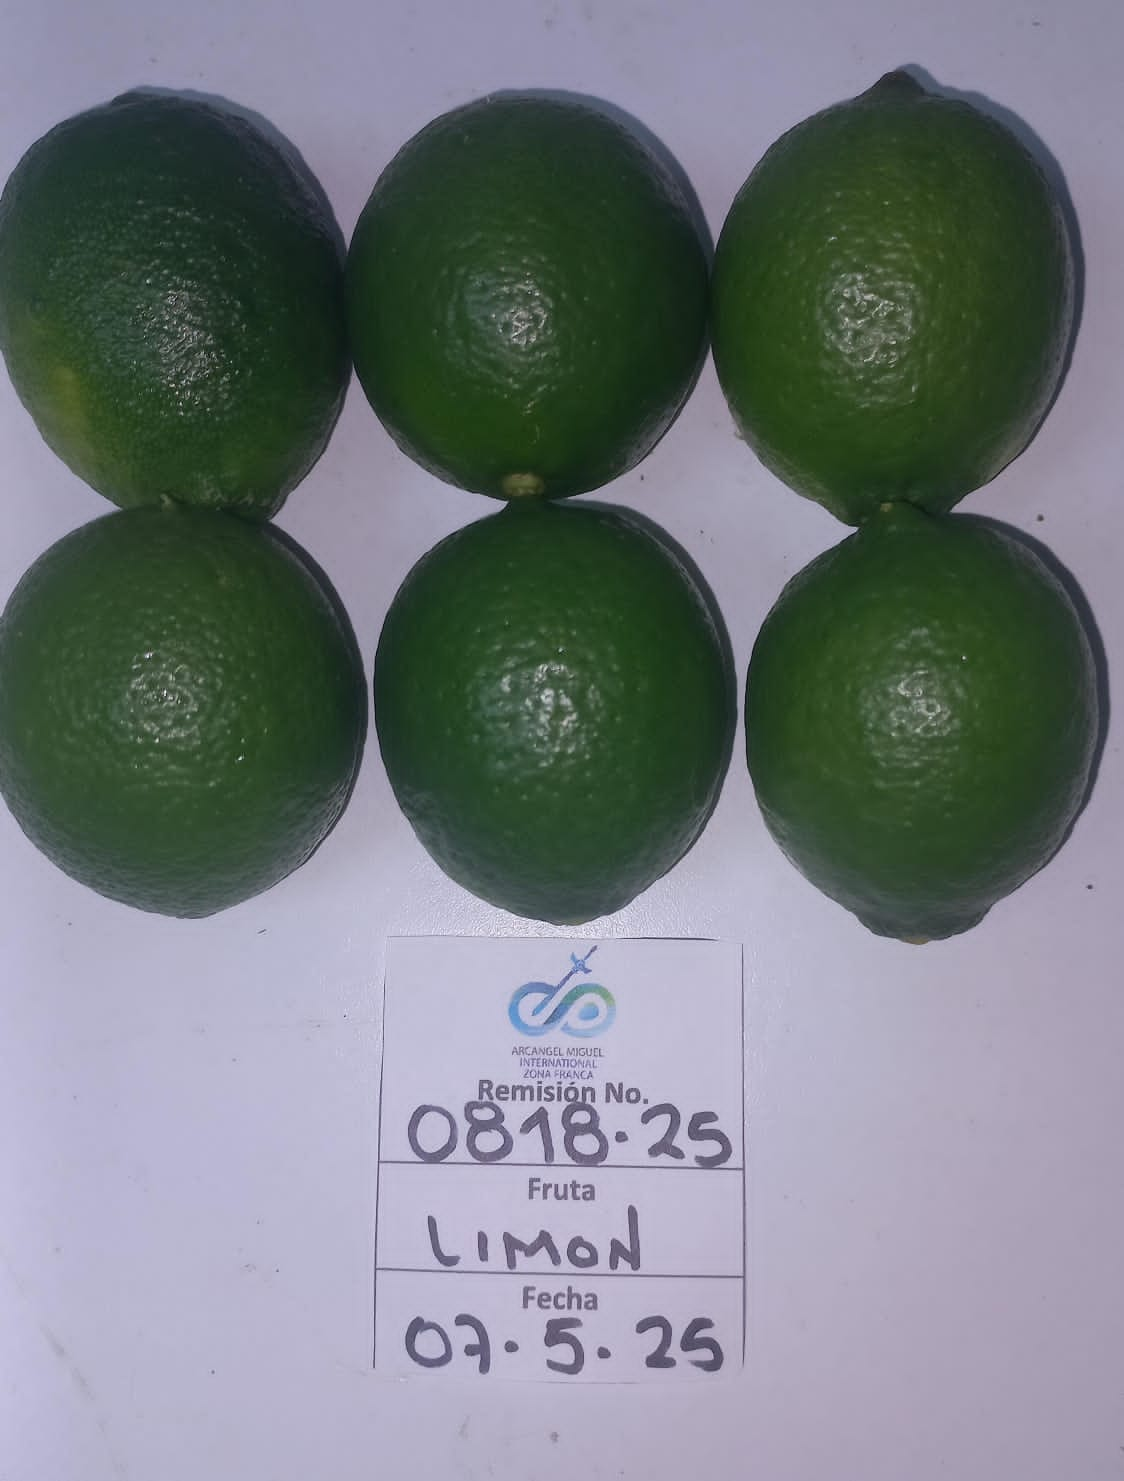 ARCANGEL MIGUEL
INTERNATIONAL
ZONA FRANCA
Remisión No.
0818.25
Fruta
LIMON
Fecha
07.5.25